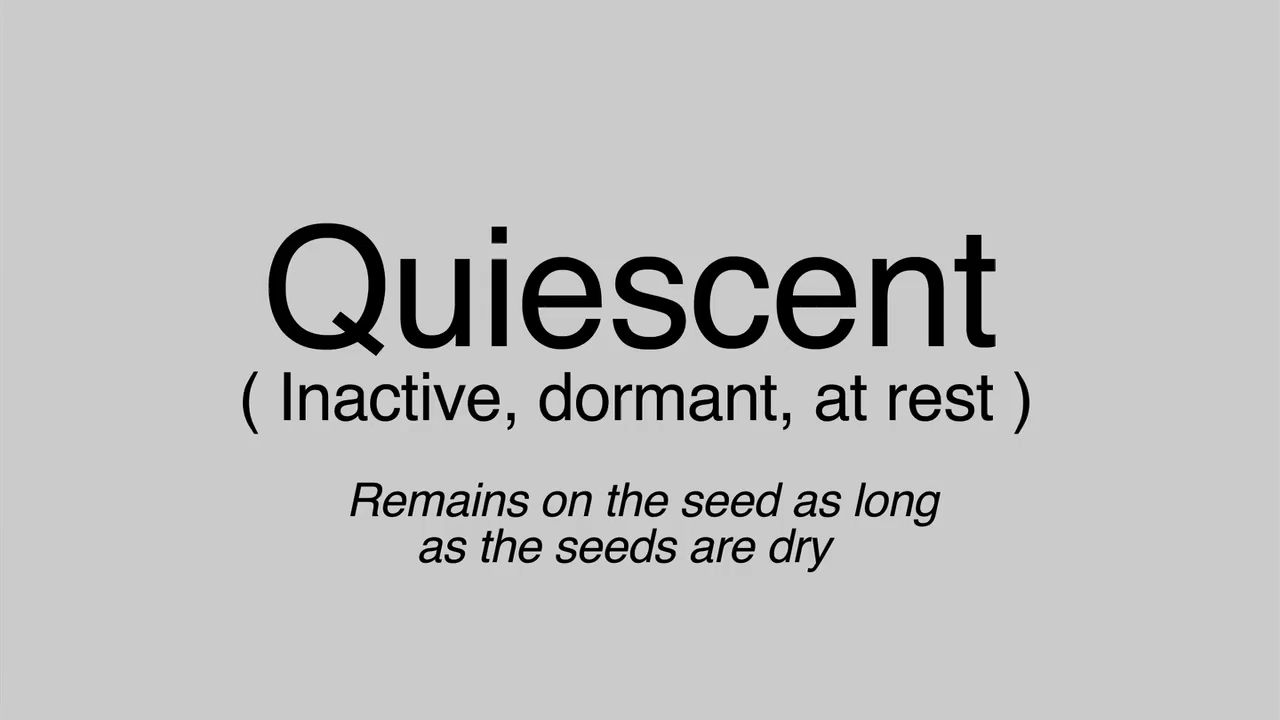 Quiescent
( Inactive, dormant, at rest )
Remains on the seed as long
as the seeds are dry